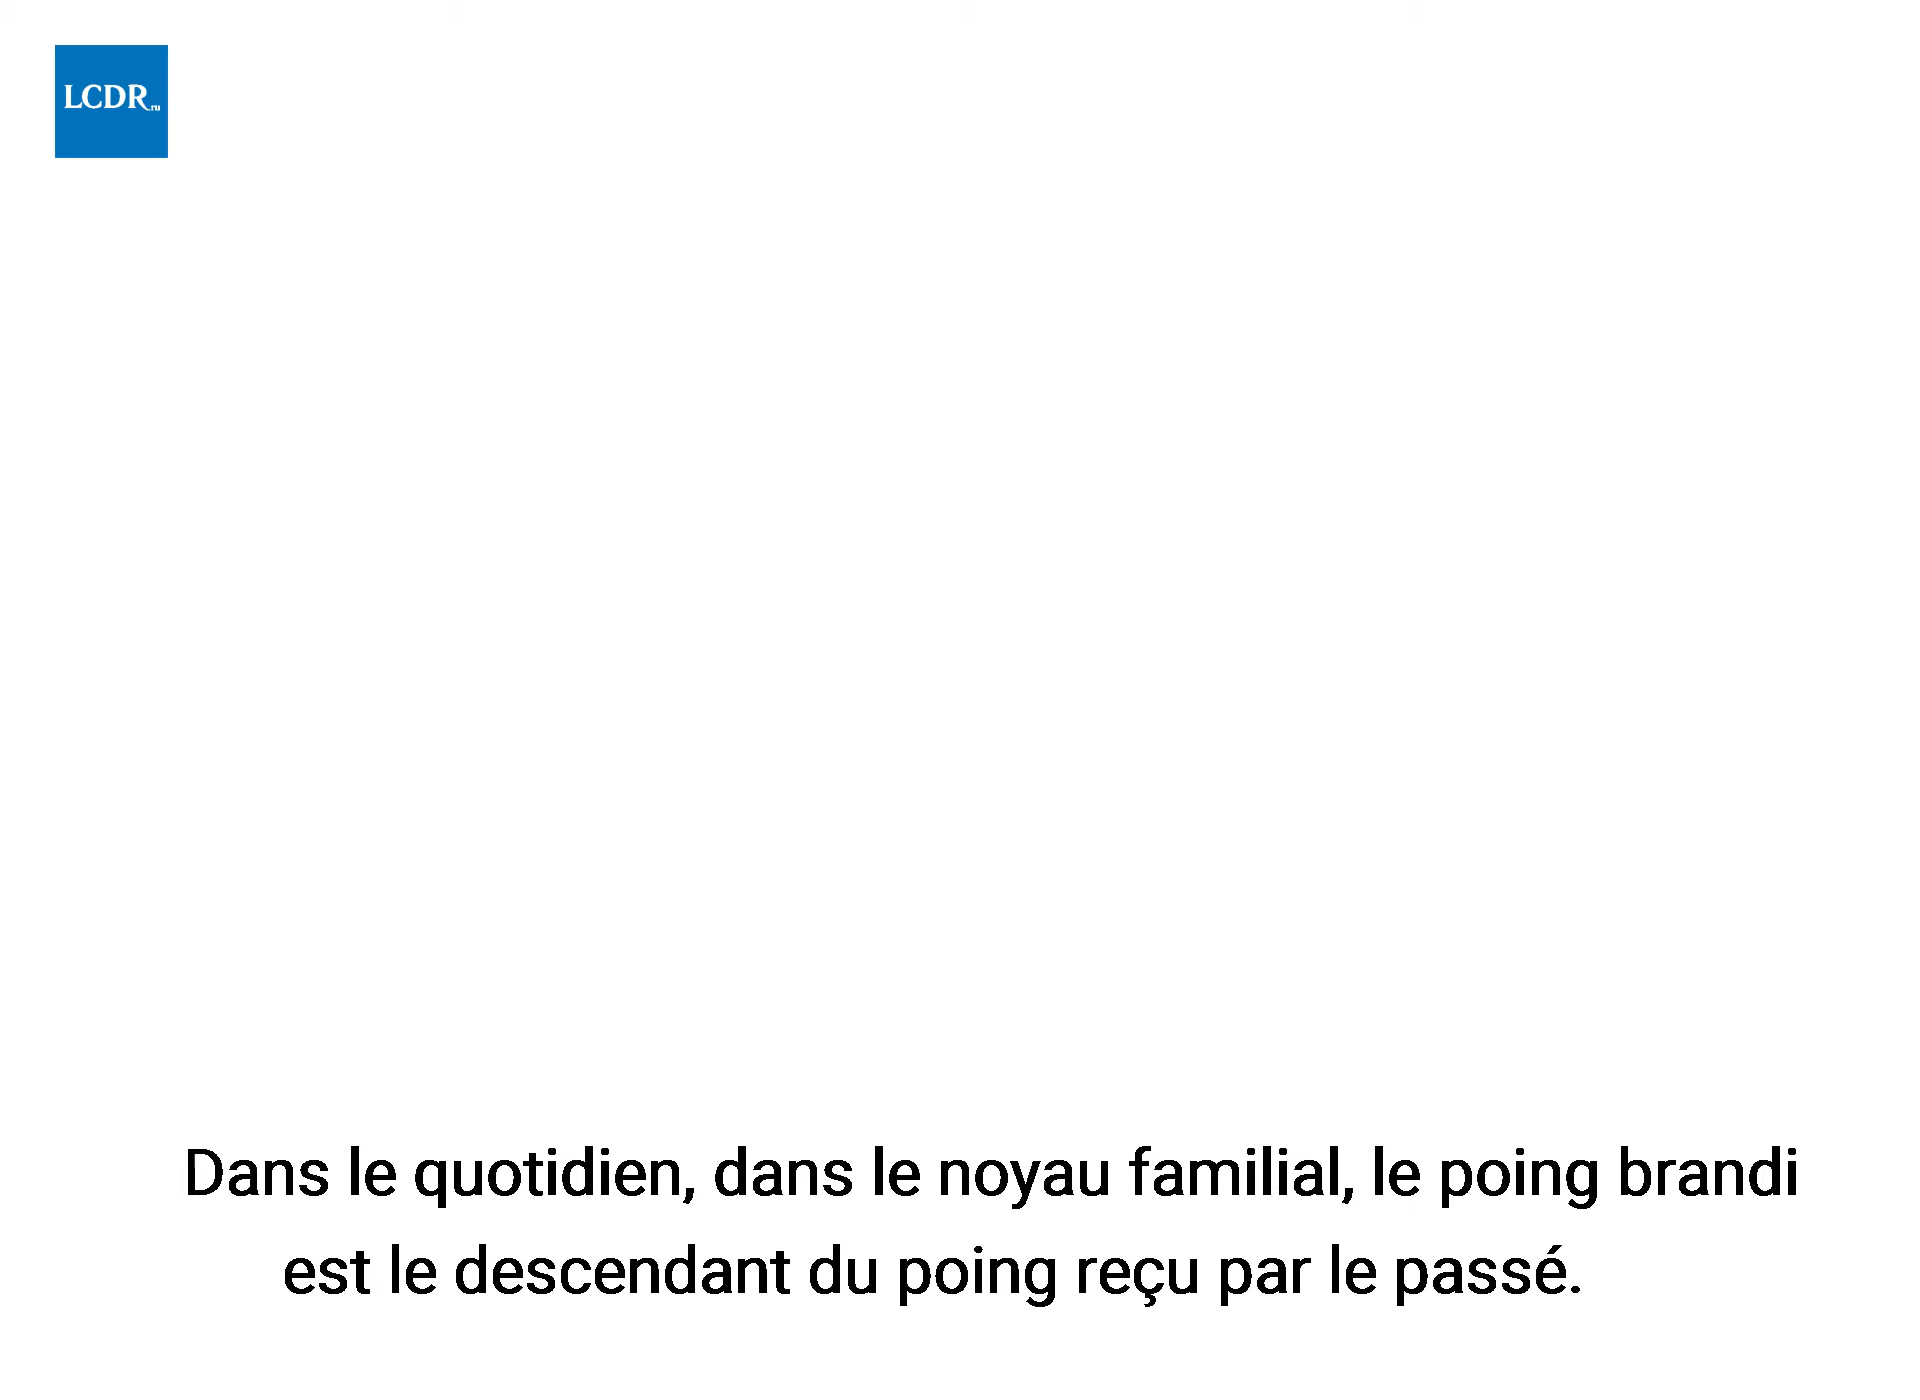 LCDR.ru
Dans le quotidien, dans le noyau familial, le poing brandi
est le descendant du poing reçu par le passé.